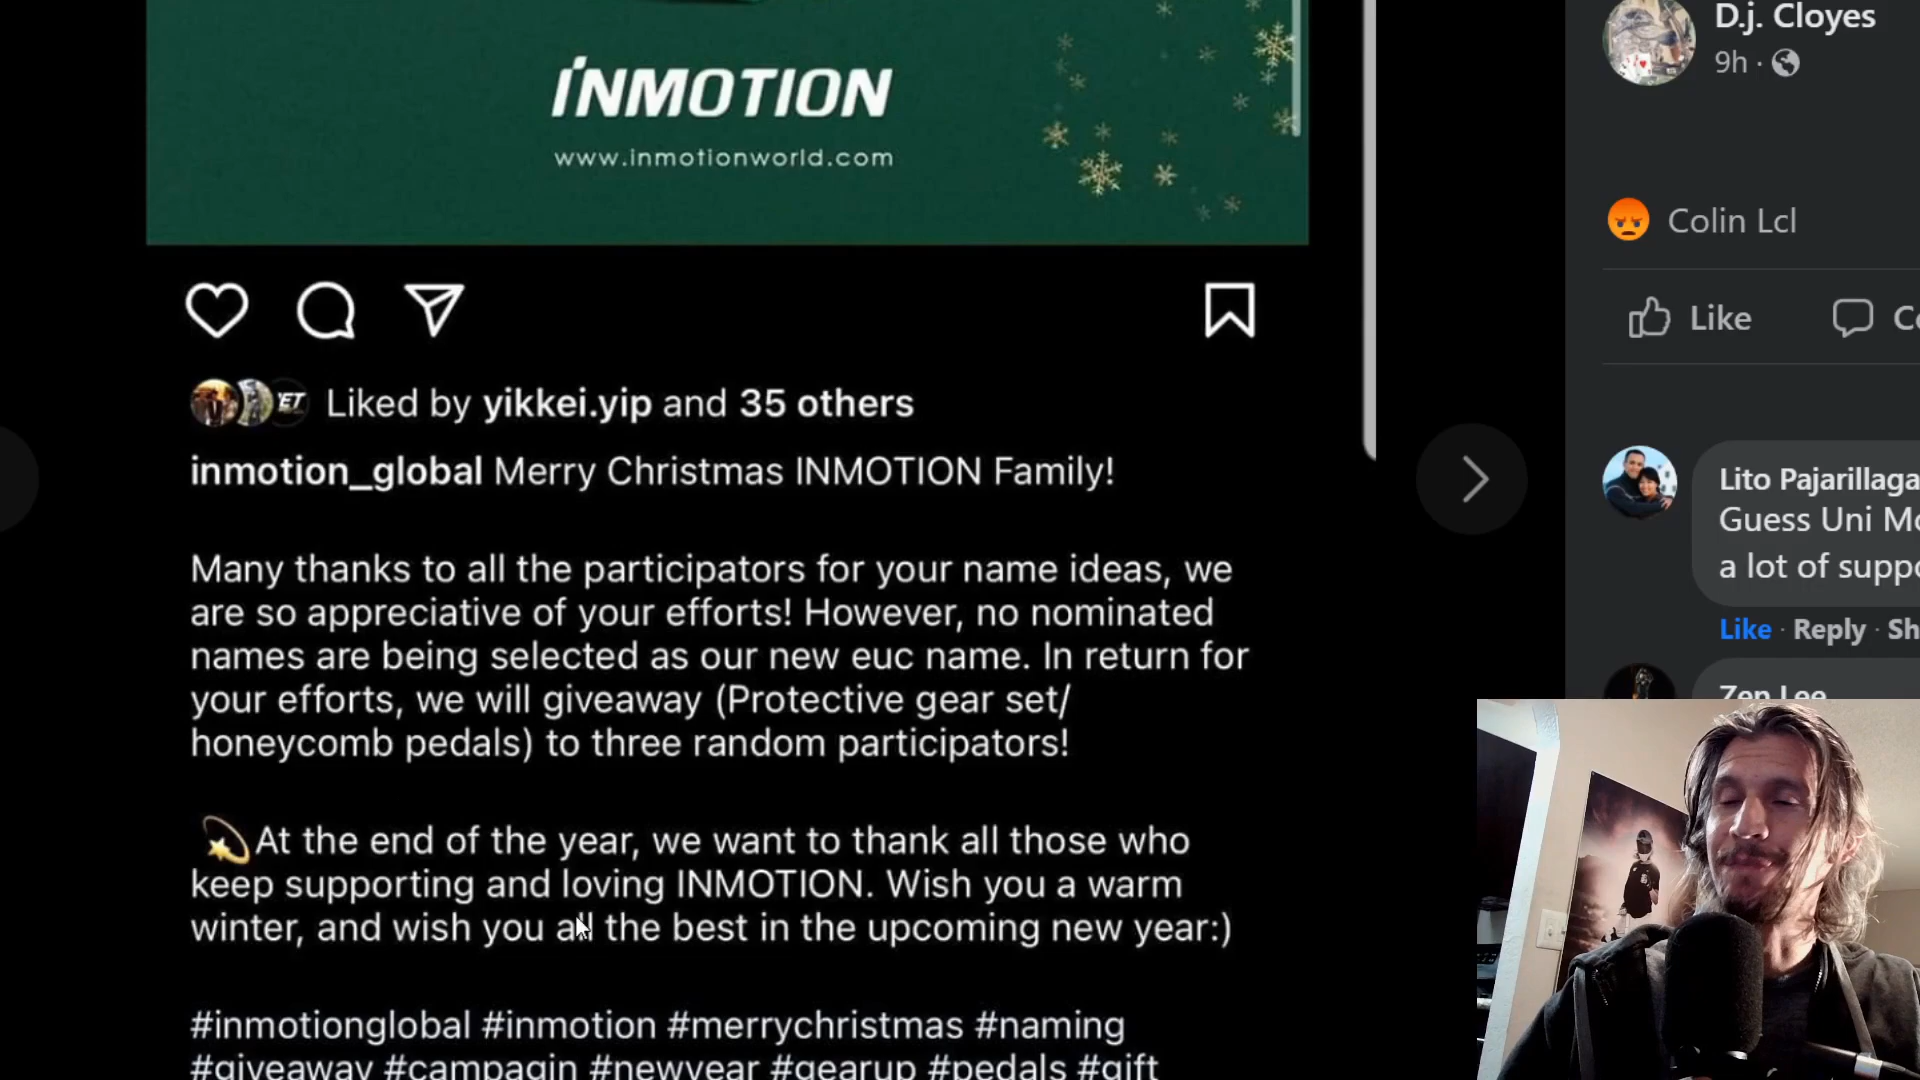 INMOTION
www.inmotionworld.com
Liked by yikkei.yip and 35 others
inmotion_global Merry Christmas INMOTION Family!
Many thanks to all the participators for your name ideas, we
are so appreciative of your efforts! However, no nominated
names are being selected as our new euc name. In return for
your efforts, we will giveaway (Protective gear set/
honeycomb pedals) to three random participators!
💫At the end of the year, we want to thank all those who
keep supporting and loving INMOTION. Wish you a warm
winter, and wish you all the best in the upcoming new year:)
#inmotionglobal #inmotion #merrychristmas #naming
#giveaway #campagin #newyear #gearup #pedals #gift
D.j. Cloyes
9h ·
Colin Lcl
Like
Lito Pajarillaga
Guess Uni
a lot of
Like · Reply ·
Zen Lee